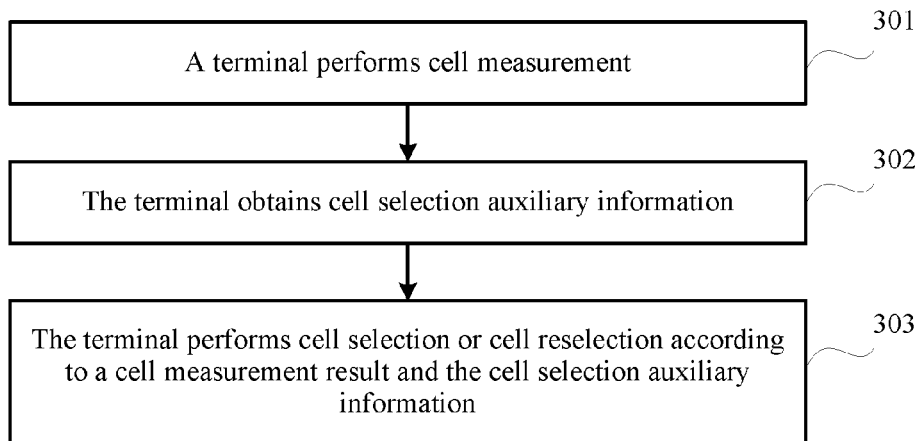 301
A terminal performs cell measurement
302
The terminal obtains cell selection auxiliary information
303
The terminal performs cell selection or cell reselection according
to a cell measurement result and the cell selection auxiliary
information